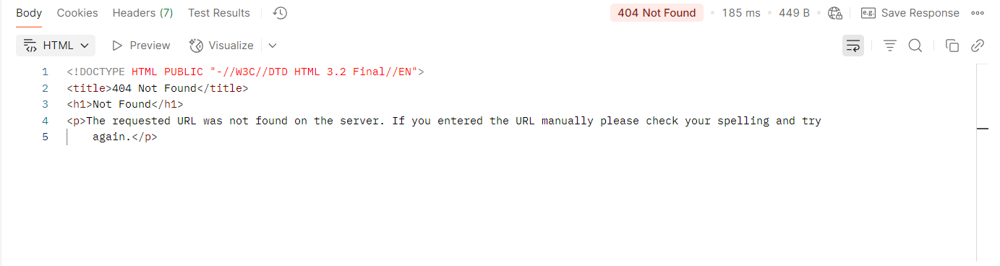 Body Cookies Headers (7) Test Results 404 Not Found 185 ms 449 B e.g. Save Response
HTML Preview Visualize
1 <!DOCTYPE HTML PUBLIC "-//W3C//DTD HTML 3.2 Final//EN">
2 <title>404 Not Found</title>
3 <h1>Not Found</h1>
4 <p>The requested URL was not found on the server. If you entered the URL manually please check your spelling and try
5 again.</p>